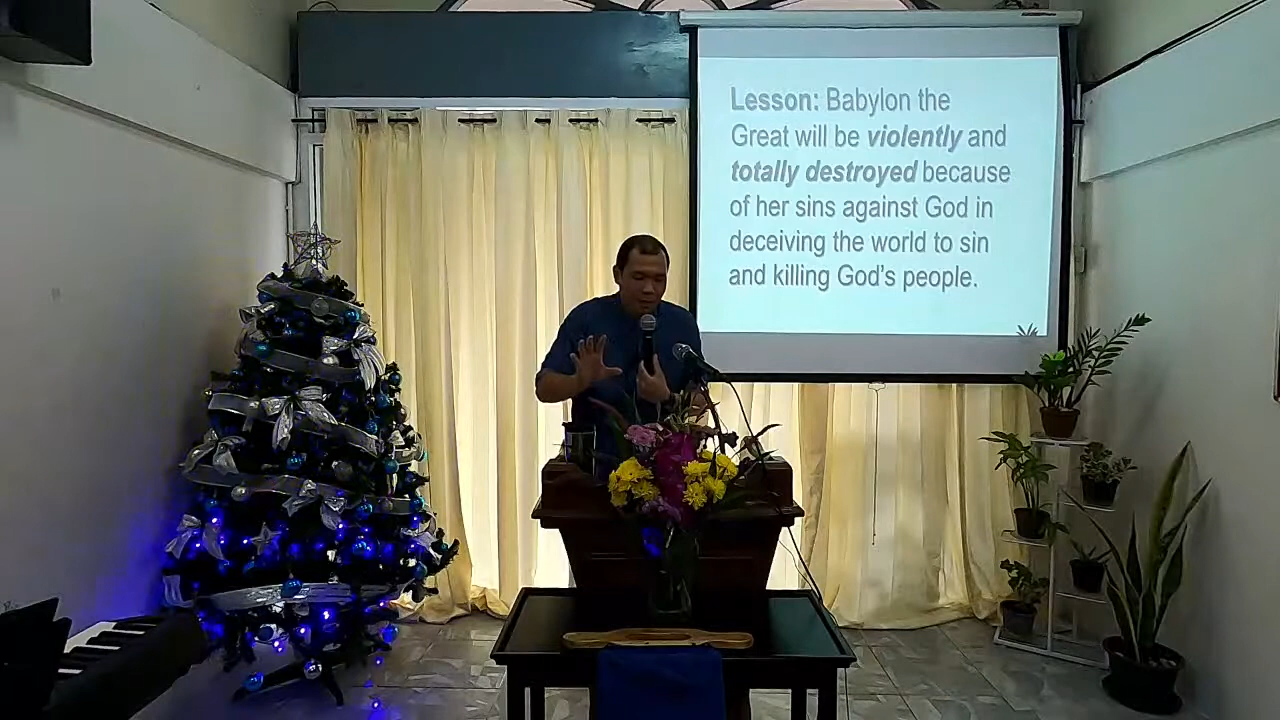 Lesson: Babylon the
Great will be violently and
totally destroyed because
of her sins against God in
deceiving the world to sin
and killing God's people.